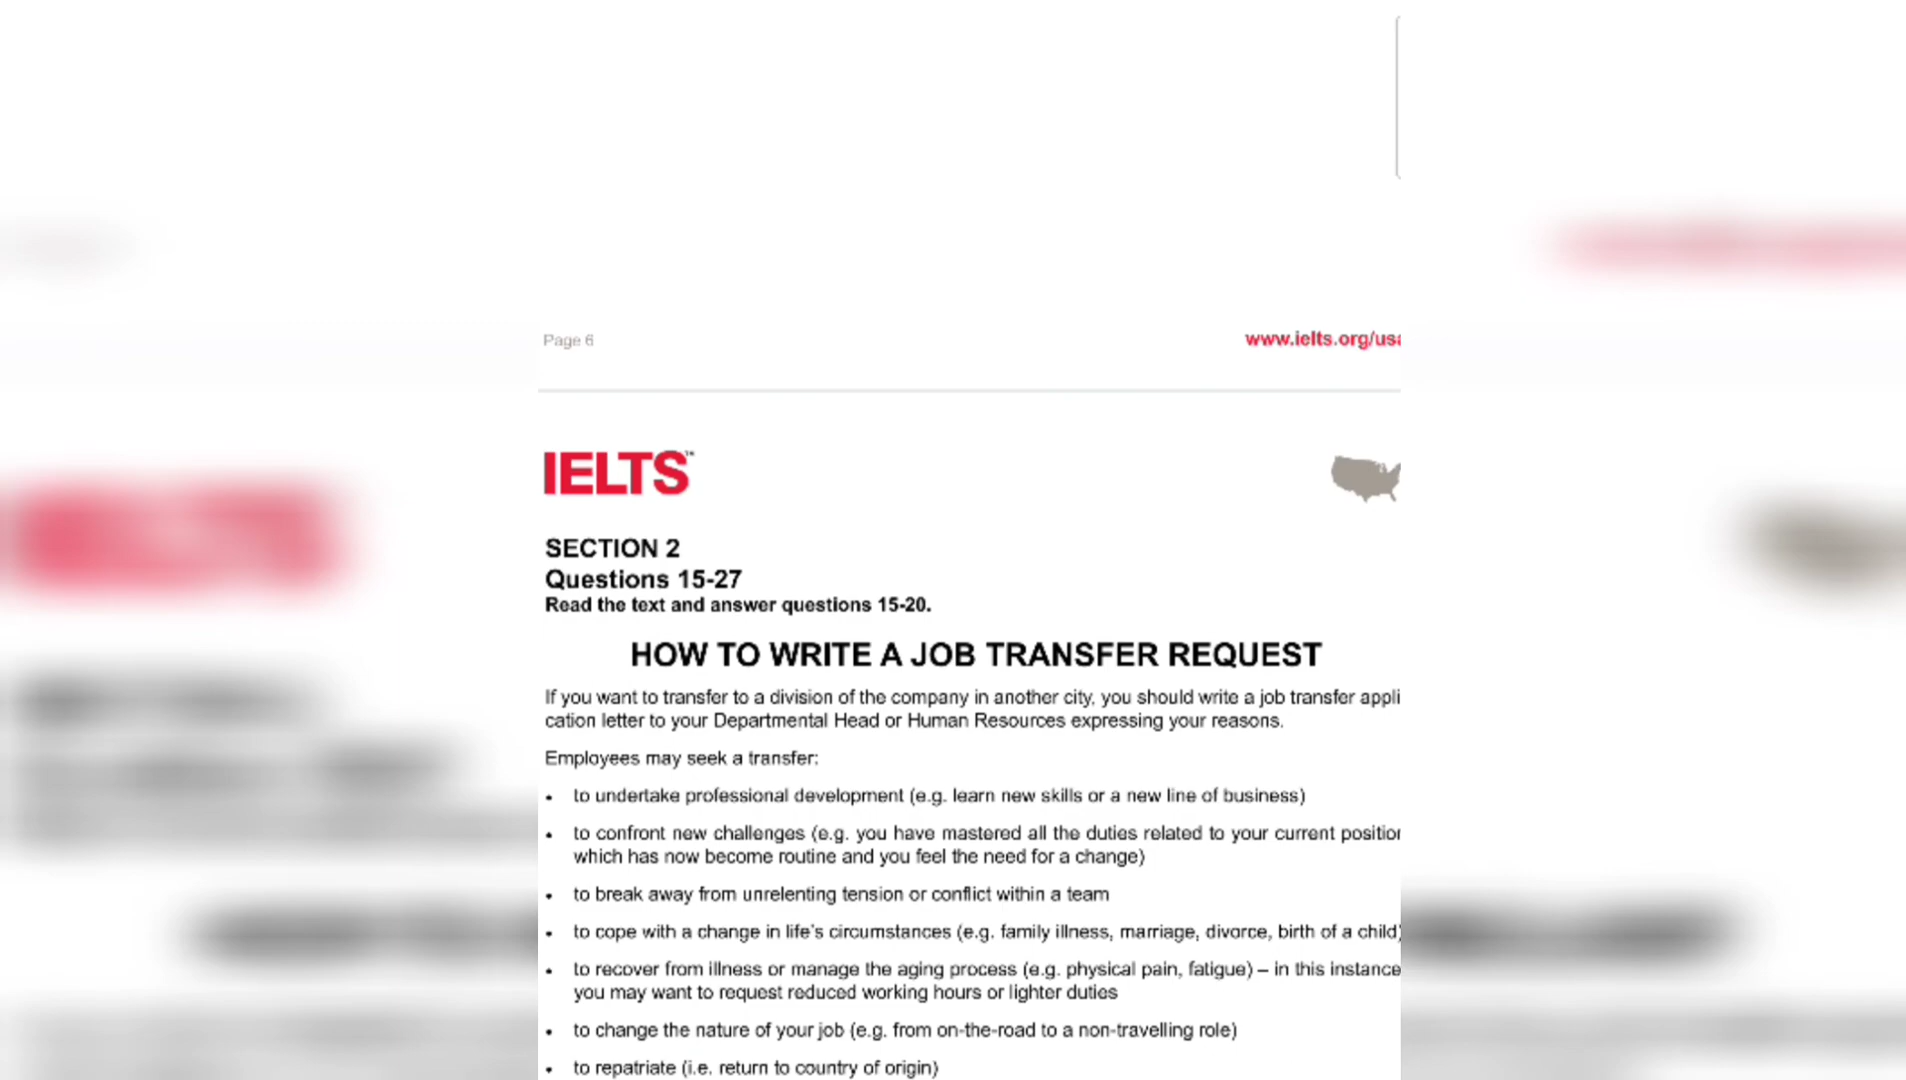 Page 6
www.ielts.org/usa
IELTS™
SECTION 2
Questions 15-27
Read the text and answer questions 15-20.
HOW TO WRITE A JOB TRANSFER REQUEST
If you want to transfer to a division of the company in another city, you should write a job transfer appli
cation letter to your Departmental Head or Human Resources expressing your reasons.
Employees may seek a transfer:
• to undertake professional development (e.g. learn new skills or a new line of business)
• to confront new challenges (e.g. you have mastered all the duties related to your current position
which has now become routine and you feel the need for a change)
• to break away from unrelenting tension or conflict within a team
• to cope with a change in life's circumstances (e.g. family illness, marriage, divorce, birth of a child)
• to recover from illness or manage the aging process (e.g. physical pain, fatigue) – in this instance
you may want to request reduced working hours or lighter duties
• to change the nature of your job (e.g. from on-the-road to a non-travelling role)
• to repatriate (i.e. return to country of origin)